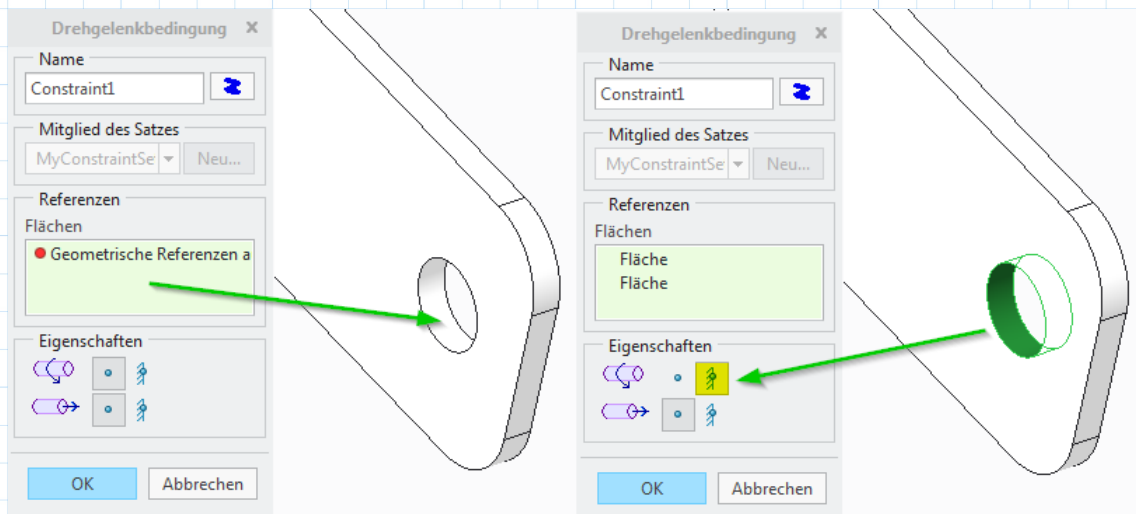 Drehgelenkbedingung X
Name
Constraint1
Mitglied des Satzes
MyConstraintSe Neu...
Referenzen
Flächen
Geometrische Referenzen a
Eigenschaften
OK Abbrechen
Drehgelenkbedingung X
Name
Constraint1
Mitglied des Satzes
MyConstraintSe Neu...
Referenzen
Flächen
Fläche
Fläche
Eigenschaften
OK Abbrechen